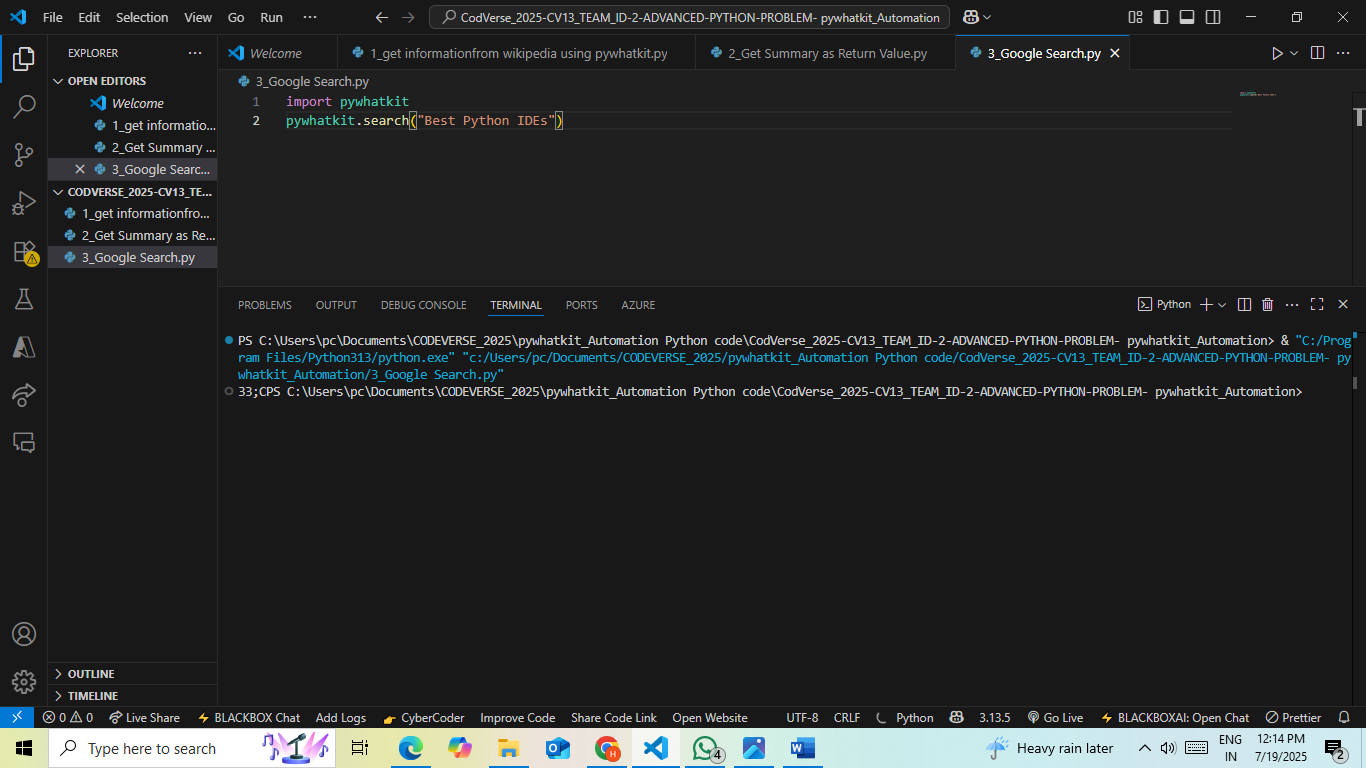 File Edit Selection View Go Run ··· CodVerse_2025-CV13_TEAM_ID-2-ADVANCED-PYTHON-PROBLEM- pywhatkit_Automation
EXPLORER ···
Welcome 1_get informationfrom wikipedia using pywhatkit.py 2_Get Summary as Return Value.py 3_Google Search.py
OPEN EDITORS
Welcome
1_get informatio...
2_Get Summary ...
3_Google Searc...
CODVERSE_2025-CV13_TE...
1_get informationfro...
2_Get Summary as Re...
3_Google Search.py
3_Google Search.py
1 import pywhatkit
2 pywhatkit.search("Best Python IDEs")
PROBLEMS OUTPUT DEBUG CONSOLE TERMINAL PORTS AZURE Python
PS C:\Users\pc\Documents\CODEVERSE_2025\pywhatkit_Automation Python code\CodVerse_2025-CV13_TEAM_ID-2-ADVANCED-PYTHON-PROBLEM- pywhatkit_Automation> & "C:/Prog
ram Files/Python313/python.exe" "c:/Users/pc/Documents/CODEVERSE_2025/pywhatkit_Automation Python code/CodVerse_2025-CV13_TEAM_ID-2-ADVANCED-PYTHON-PROBLEM- py
whatkit_Automation/3_Google Search.py"
33;CPS C:\Users\pc\Documents\CODEVERSE_2025\pywhatkit_Automation Python code\CodVerse_2025-CV13_TEAM_ID-2-ADVANCED-PYTHON-PROBLEM- pywhatkit_Automation>
OUTLINE
TIMELINE
0 0 Live Share BLACKBOX Chat Add Logs CyberCoder Improve Code Share Code Link Open Website UTF-8 CRLF Python 3.13.5 Go Live BLACKBOXAI: Open Chat Prettier
Type here to search Heavy rain later ENG IN 12:14 PM 7/19/2025
4 2